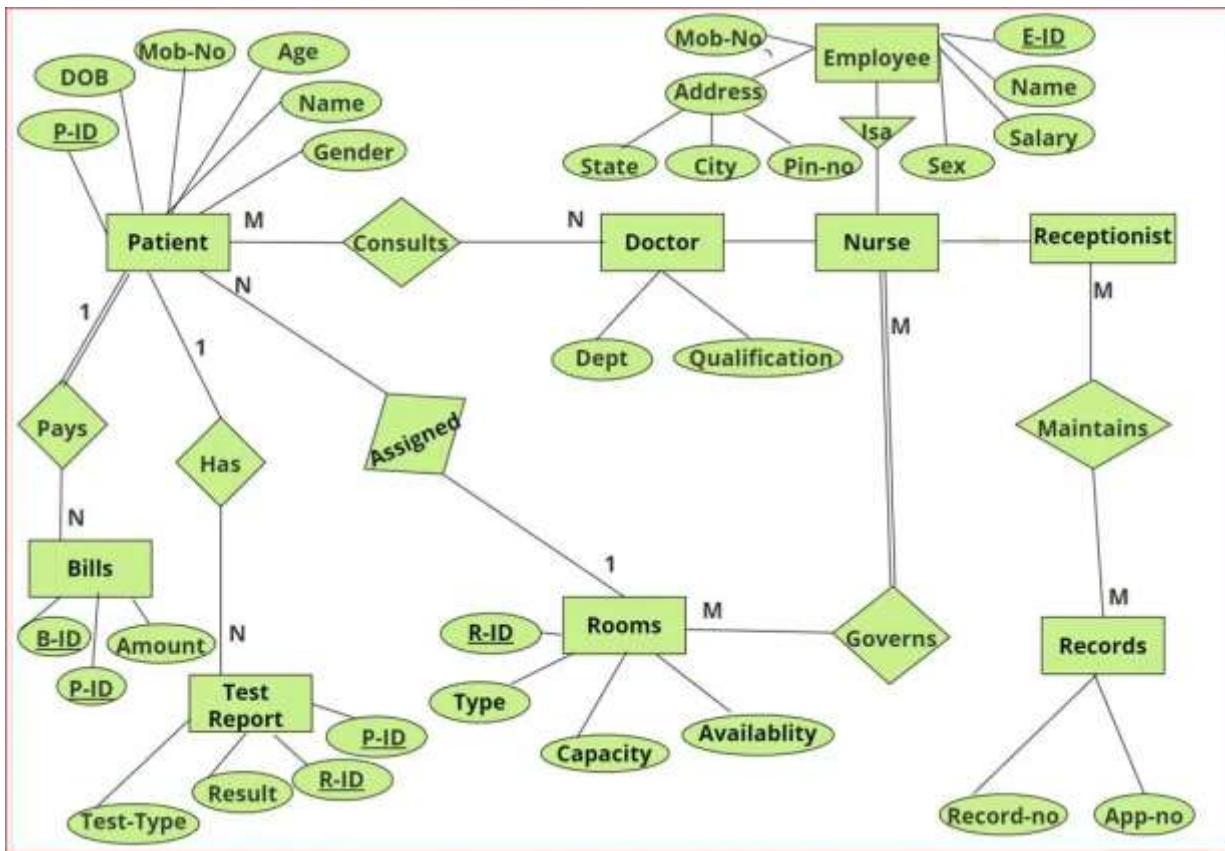 Mob-No
Age
DOB
Name
P-ID
Gender
Mob-No
Employee
E-ID
Address
Name
Isa
Salary
State
City
Pin-no
Sex
Patient
M
Consults
N
Doctor
Nurse
Receptionist
N
1
1
M
M
Dept
Qualification
Pays
Has
Assigned
Maintains
N
Bills
1
B-ID
Amount
P-ID
N
Test
Report
P-ID
R-ID
Result
Test-Type
R-ID
Rooms
M
Governs
Type
Capacity
Availablity
M
Records
Record-no
App-no